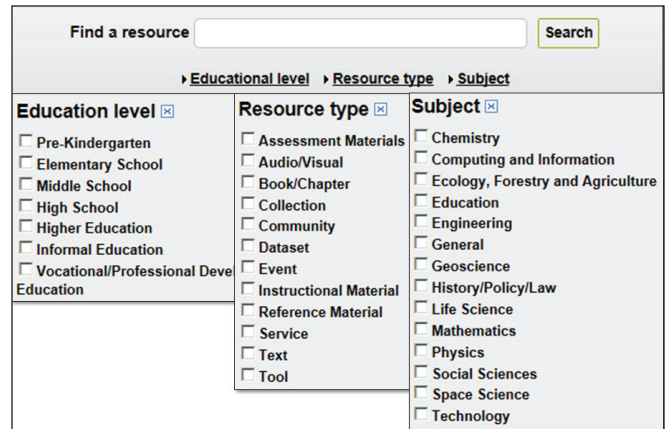 Find a resource
Search
Educational level
Resource type
Subject
Education level
Pre-Kindergarten
Elementary School
Middle School
High School
Higher Education
Informal Education
Vocational/Professional
Education
Resource type
Assessment Materials
Audio/Visual
Book/Chapter
Collection
Community
Dataset
Event
Instructional Material
Reference Material
Service
Text
Tool
Subject
Chemistry
Computing and Information
Ecology, Forestry and Agriculture
Education
Engineering
General
Geoscience
History/Policy/Law
Life Science
Mathematics
Physics
Social Sciences
Space Science
Technology